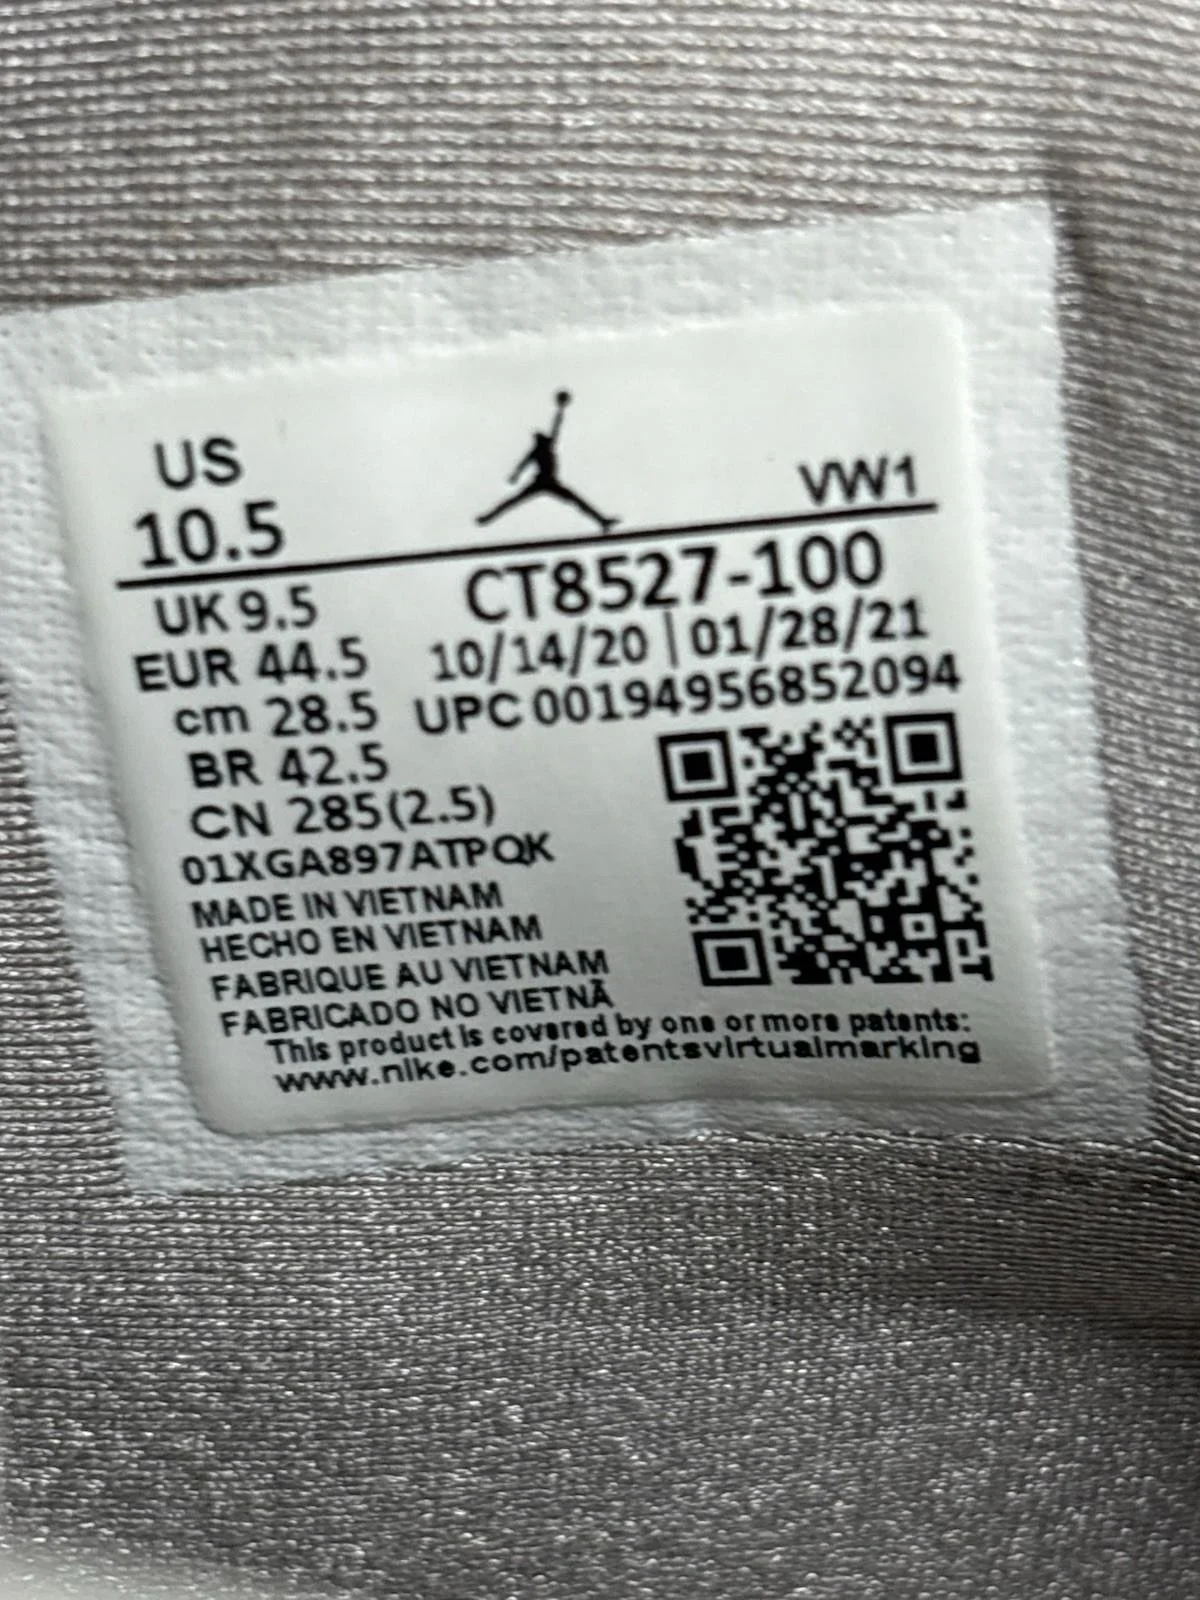 US
10.5
VW1
UK 9.5
CT8527-100
EUR 44.5
10/14/20 | 01/28/21
cm 28.5
UPC 00194956852094
BR 42.5
CN 285(2.5)
01XGA897ATPQK
MADE IN VIETNAM
HECHO EN VIETNAM
FABRIQUE AU VIETNAM
FABRICADO NO VIETNÃ
This product is covered by one or more patents:
www.nike.com/patentsvirtualmarking